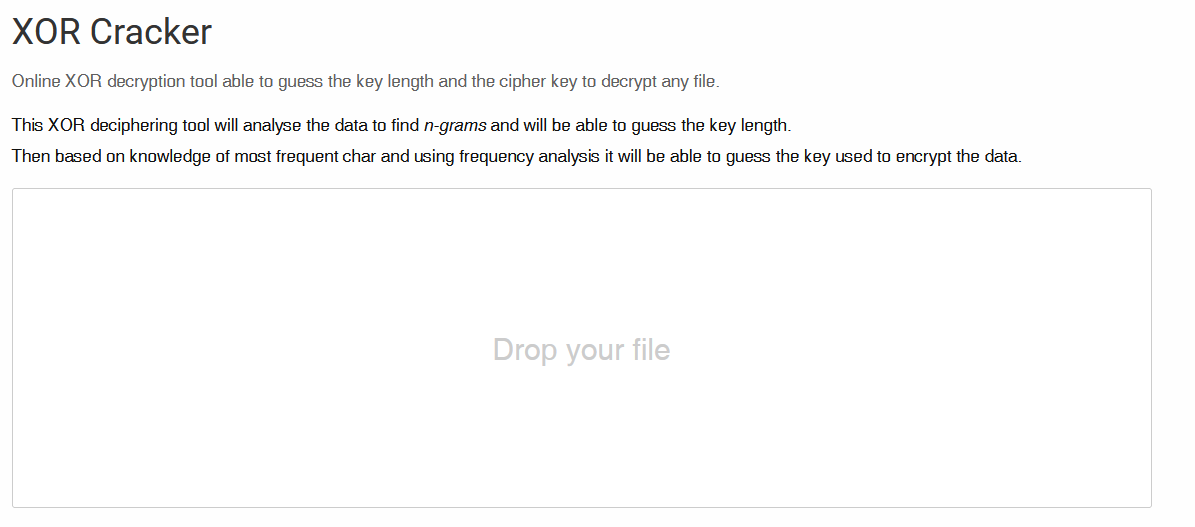 XOR Cracker
Online XOR decryption tool able to guess the key length and the cipher key to decrypt any file.
This XOR deciphering tool will analyse the data to find n-grams and will be able to guess the key length.
Then based on knowledge of most frequent char and using frequency analysis it will be able to guess the key used to encrypt the data.
Drop your file